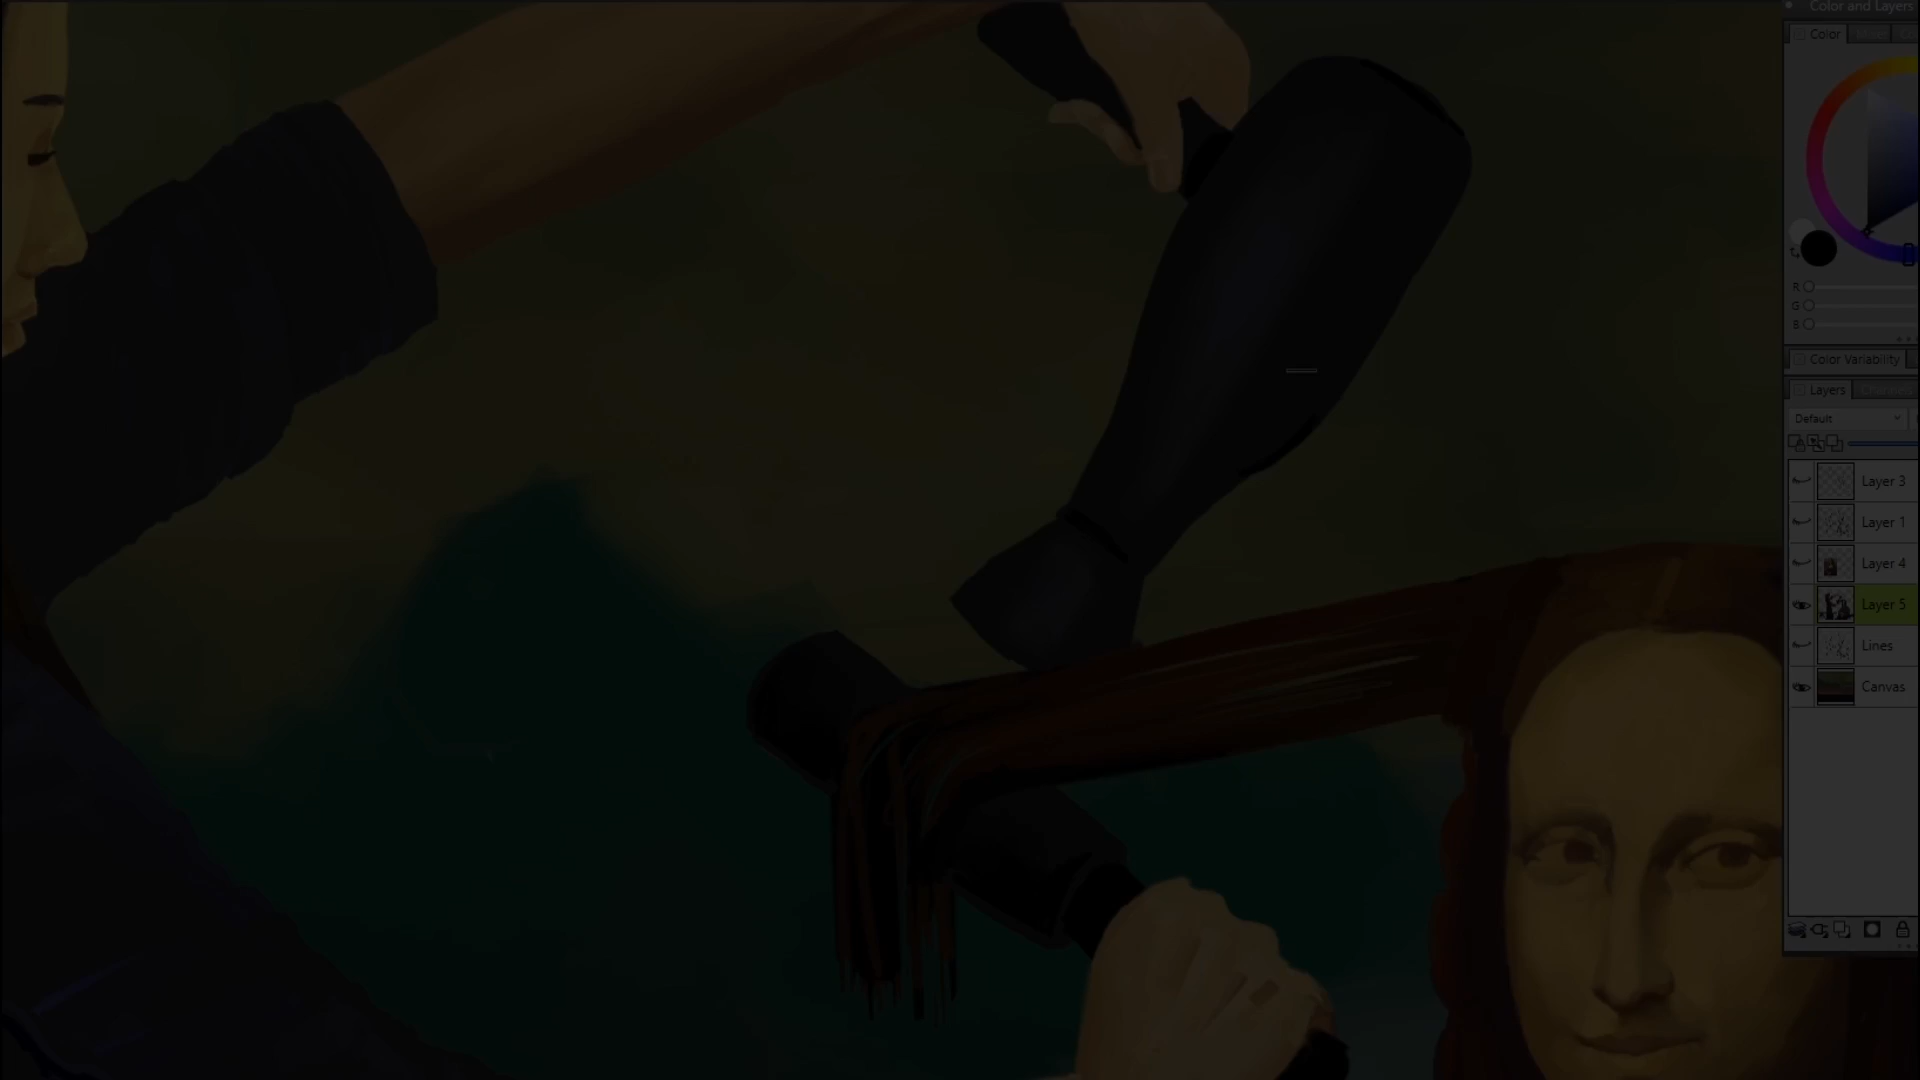 Color and Layers
Color
R
G
B
Color Variability
Layers
Default
Layer 3
Layer 1
Layer 4
Layer 5
Lines
Canvas